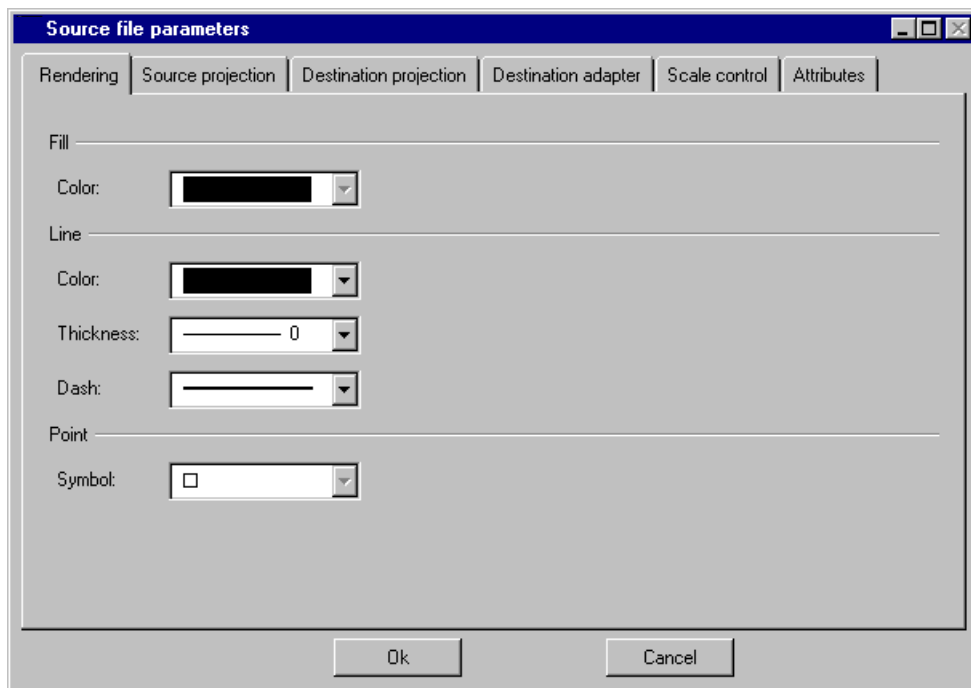 Source file parameters
Rendering Source projection Destination projection Destination adapter Scale control Attributes
Fill
Color:
Line
Color:
Thickness: 0
Dash:
Point
Symbol:
Ok Cancel